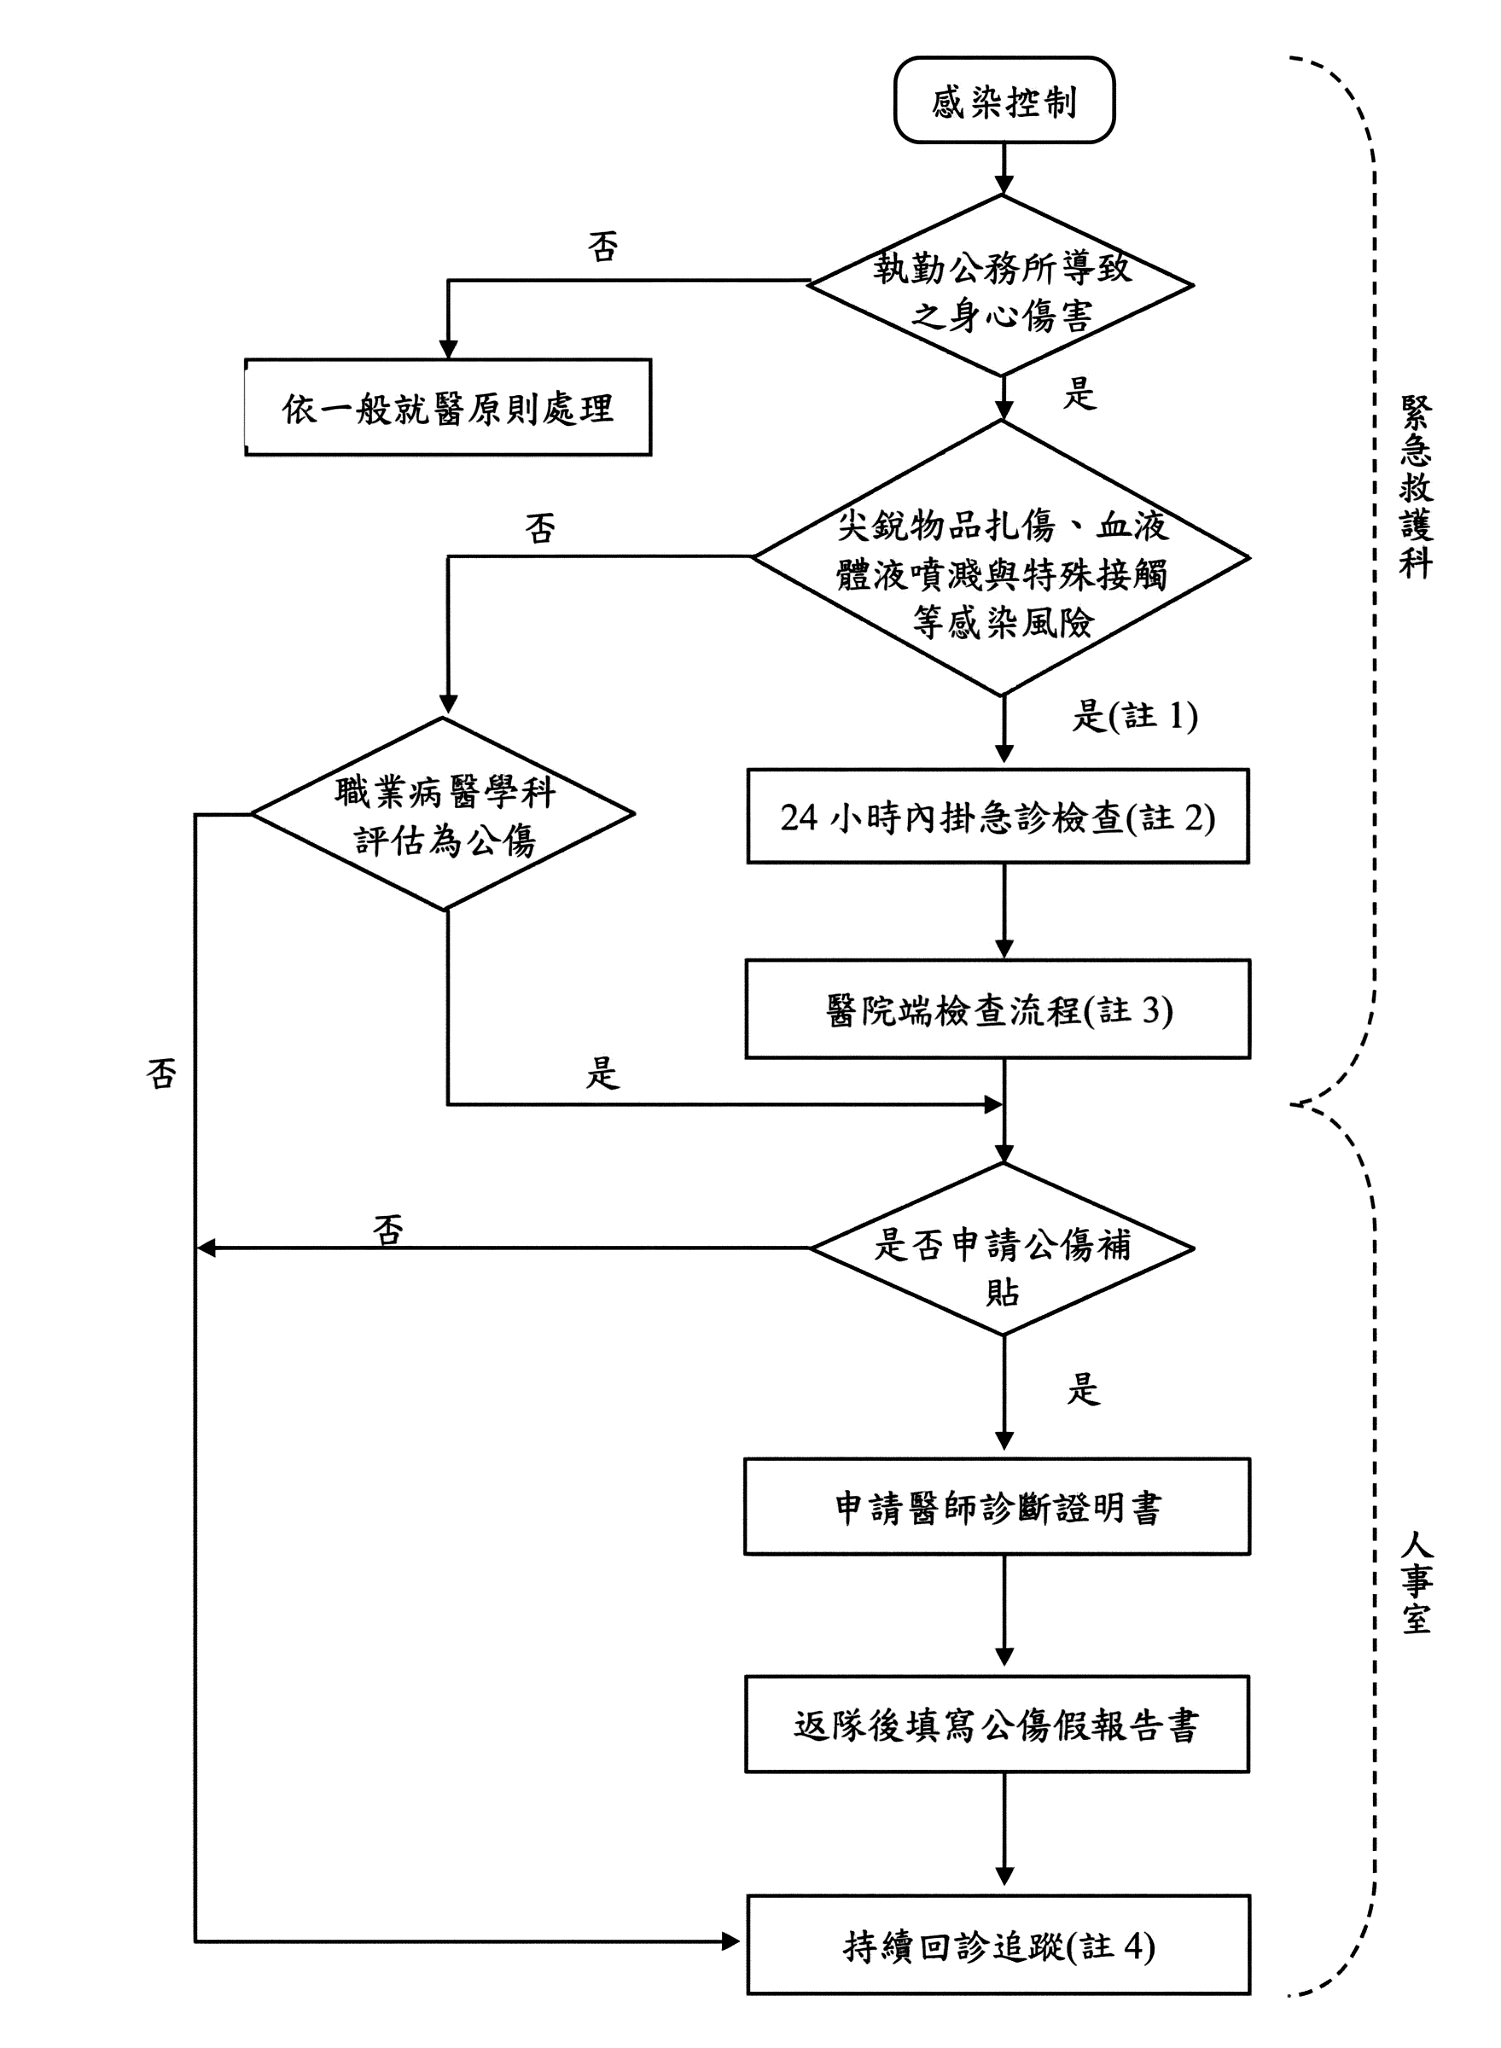 感染控制
否
執勤公務所導致
之身心傷害
是
依一般就醫原則處理
緊急救護科
否
尖銳物品扎傷、血液
體液噴濺與特殊接觸
等感染風險
是(註 1)
職業病醫學科
評估為公傷
24 小時內掛急診檢查(註 2)
醫院端檢查流程(註 3)
否
是
否
是否申請公傷補
貼
是
申請醫師診斷證明書
人事室
返隊後填寫公傷假報告書
持續回診追蹤(註 4)